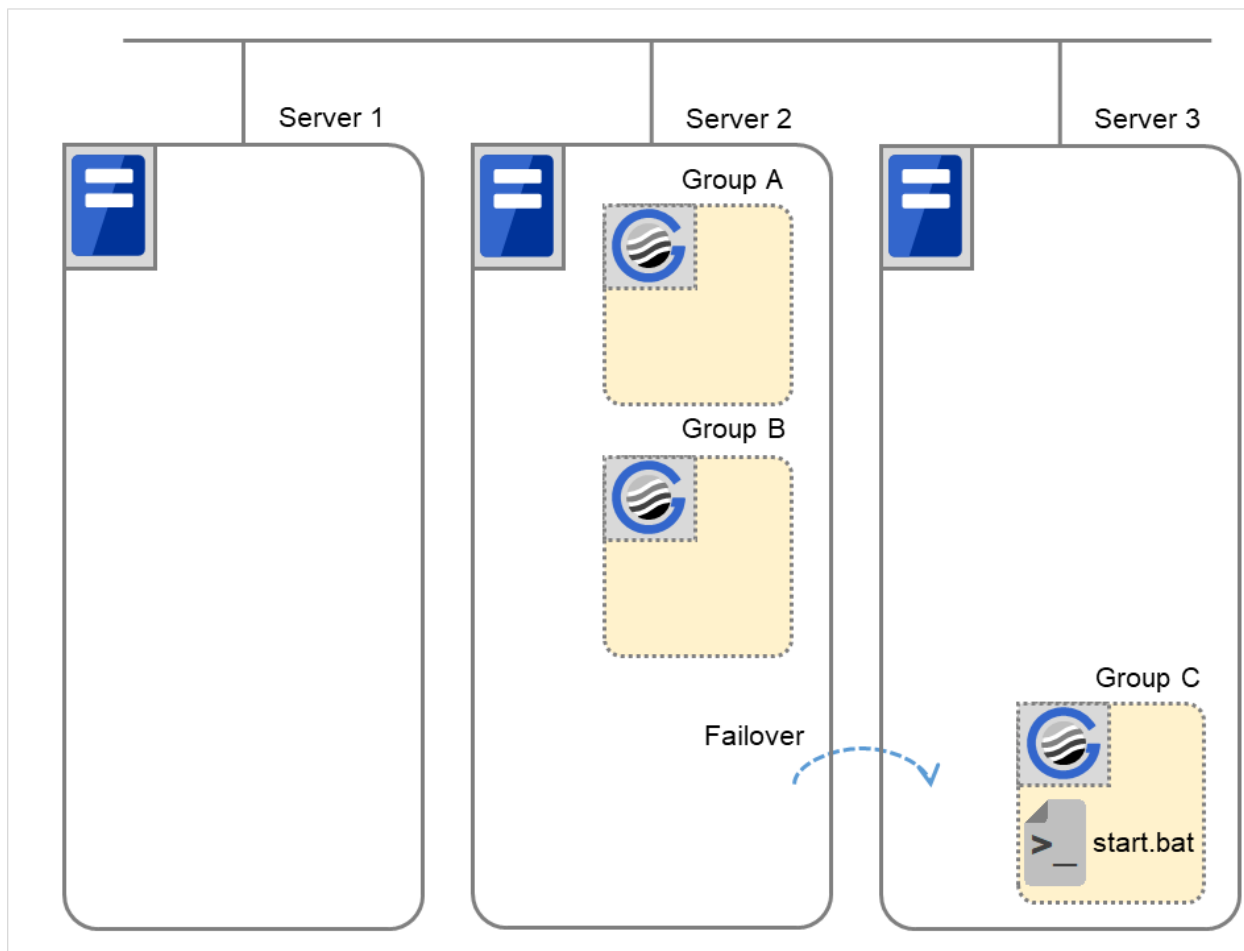 Server 1
Server 2
Server 3
Group A
Group B
Group C
Failover
>_ start.bat